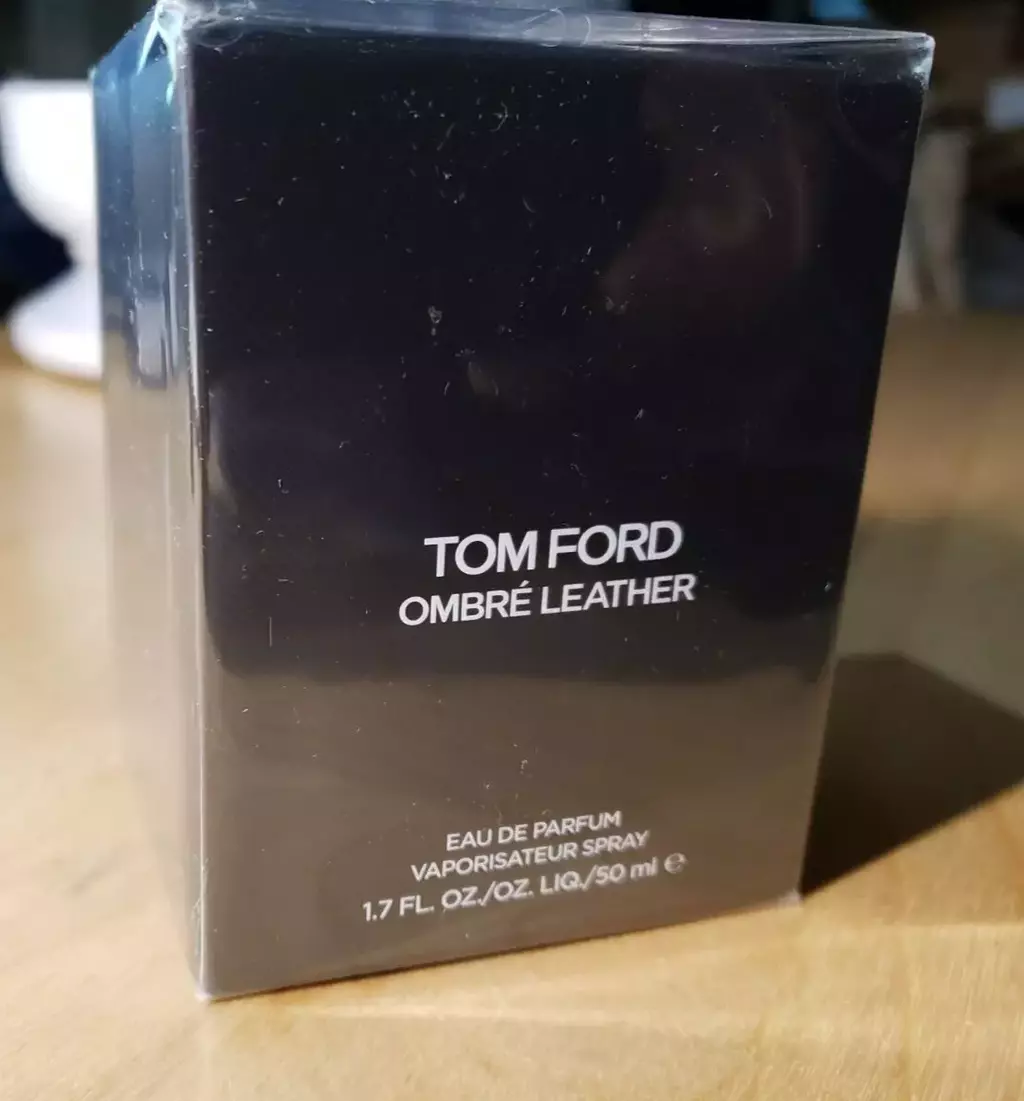 TOM FORD
OMBRÉ LEATHER
EAU DE PARFUM
VAPORISATEUR SPRAY
1.7 FL. OZ./OZ. LIQ./50 ml ℮